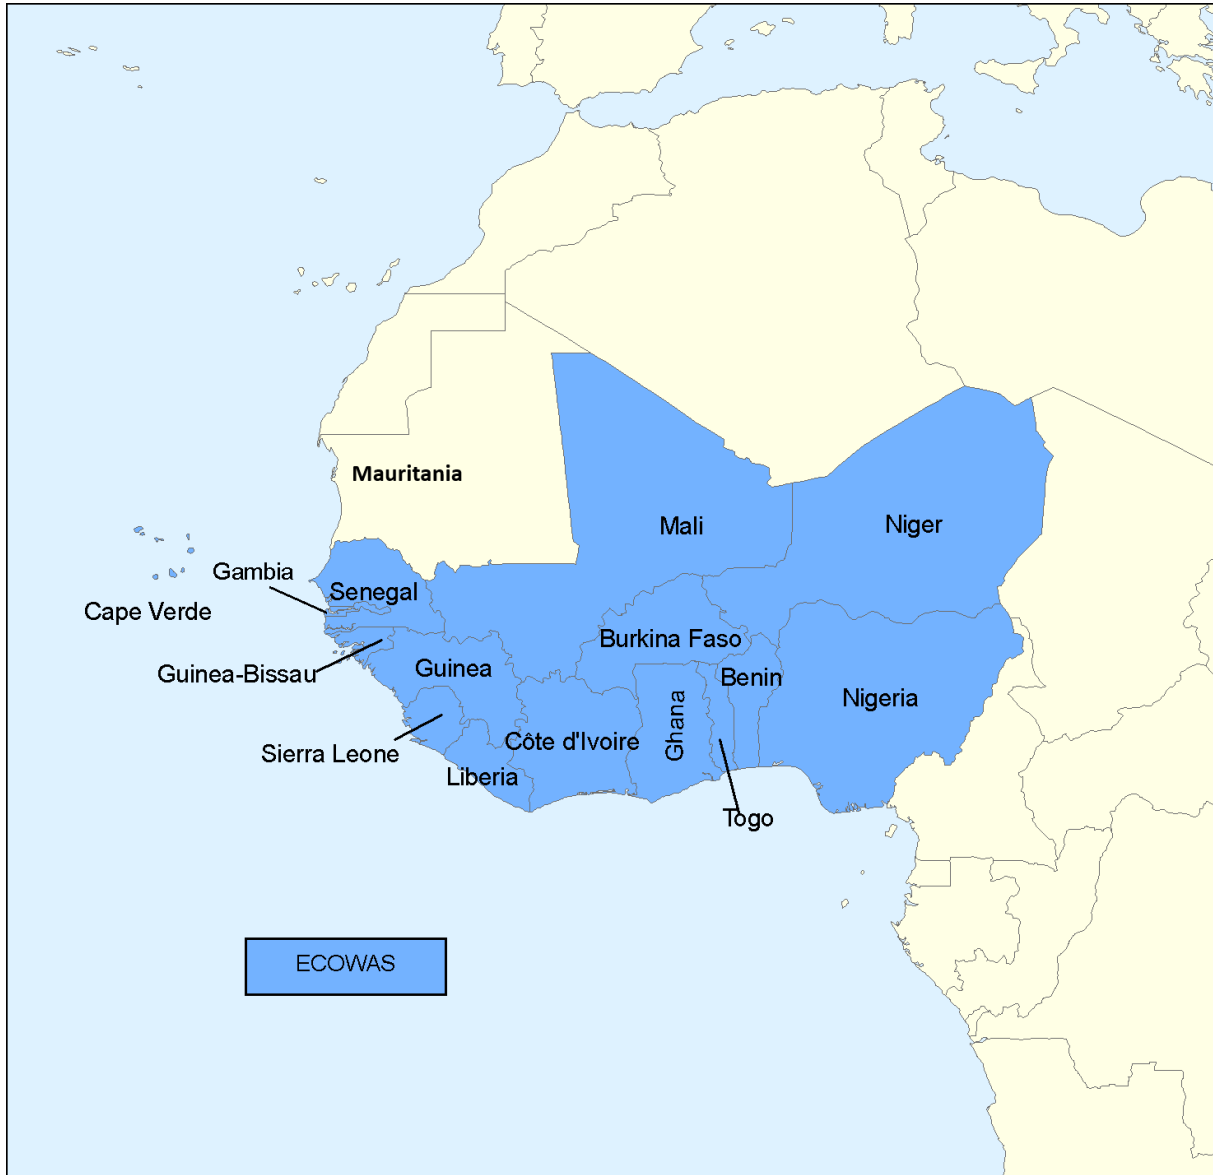 Mauritania
Mali
Niger
Gambia
Senegal
Cape Verde
Burkina Faso
Guinea-Bissau
Guinea
Benin
Nigeria
Ghana
Côte d'Ivoire
Sierra Leone
Liberia
Togo
ECOWAS